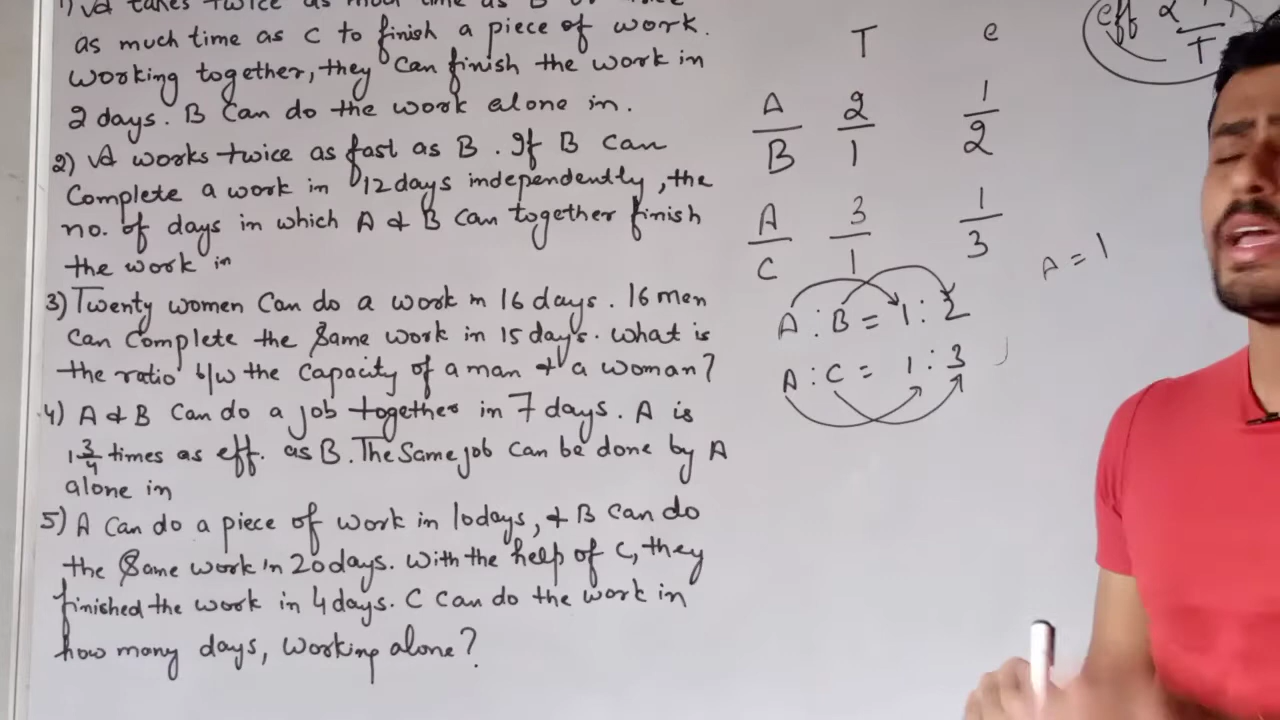 1) A takes twice as much time as B or
as much time as C to finish a piece of work.
Working together, they can finish the work in
2 days. B can do the work alone in.
2) A works twice as fast as B. If B can
Complete a work in 12 days independently, the
no. of days in which A & B can together finish
the work in
3) Twenty women can do a work in 16 days. 16 men
can complete the same work in 15 days. What is
the ratio b/w the capacity of a man & a woman?
4) A & B can do a job together in 7 days. A is
1 3/4 times as eff. as B. The Same job can be done by A
alone in
5) A can do a piece of work in 10 days, & B can do
the Same work in 20 days. With the help of C, they
finished the work in 4 days. C can do the work in
how many days, working alone?
T e
A/B 2/1 1/2
A/C 3/1 1/3
A : B = 1 : 2
A : C = 1 : 3
A = 1
eff α 1/T